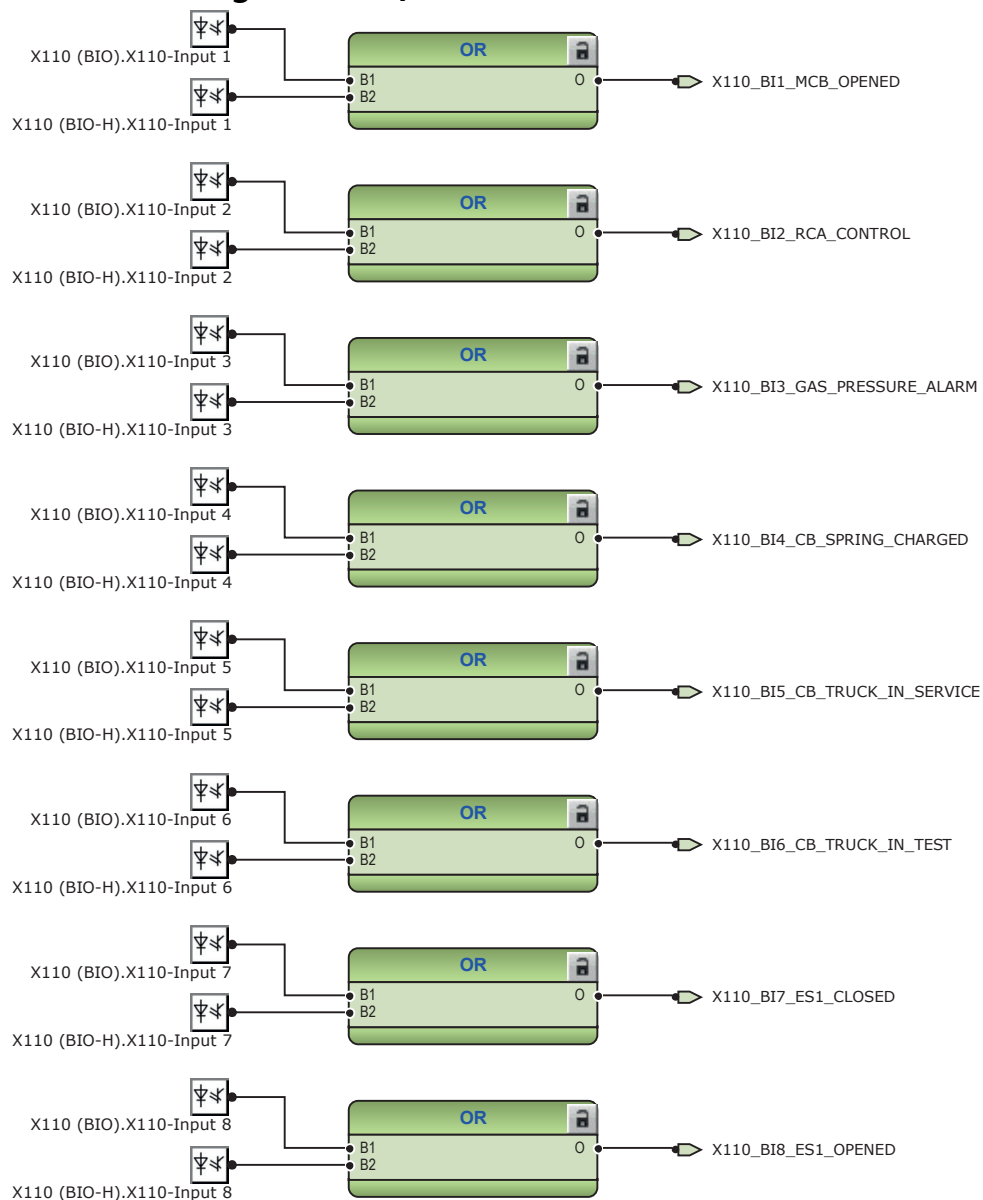 X110 (BIO).X110-Input 1
X110 (BIO-H).X110-Input 1
OR
B1
B2
O
X110_BI1_MCB_OPENED
X110 (BIO).X110-Input 2
X110 (BIO-H).X110-Input 2
OR
B1
B2
O
X110_BI2_RCA_CONTROL
X110 (BIO).X110-Input 3
X110 (BIO-H).X110-Input 3
OR
B1
B2
O
X110_BI3_GAS_PRESSURE_ALARM
X110 (BIO).X110-Input 4
X110 (BIO-H).X110-Input 4
OR
B1
B2
O
X110_BI4_CB_SPRING_CHARGED
X110 (BIO).X110-Input 5
X110 (BIO-H).X110-Input 5
OR
B1
B2
O
X110_BI5_CB_TRUCK_IN_SERVICE
X110 (BIO).X110-Input 6
X110 (BIO-H).X110-Input 6
OR
B1
B2
O
X110_BI6_CB_TRUCK_IN_TEST
X110 (BIO).X110-Input 7
X110 (BIO-H).X110-Input 7
OR
B1
B2
O
X110_BI7_ES1_CLOSED
X110 (BIO).X110-Input 8
X110 (BIO-H).X110-Input 8
OR
B1
B2
O
X110_BI8_ES1_OPENED